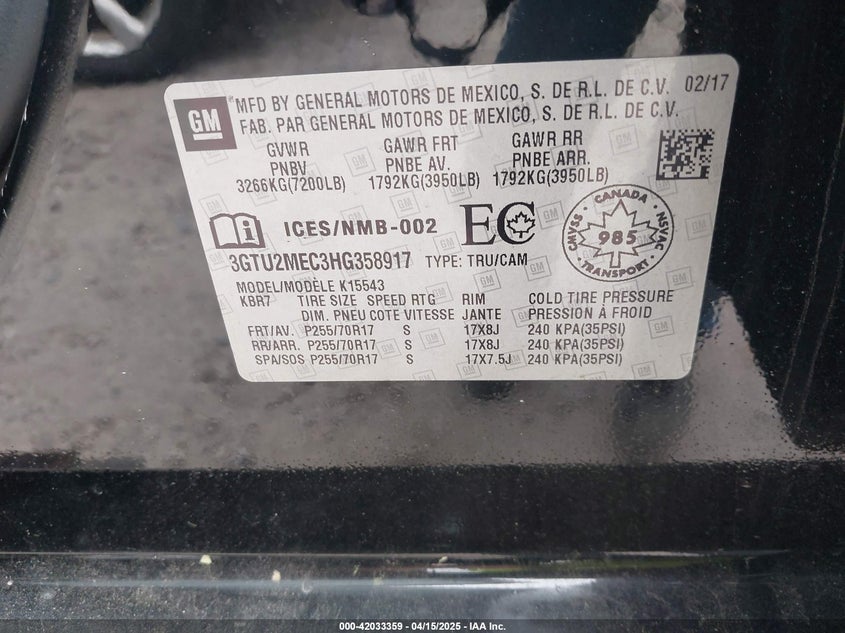 GM
MFD BY GENERAL MOTORS DE MEXICO, S. DE R.L. DE C.V. 02/17
FAB. PAR GENERAL MOTORS DE MEXICO, S. DE R.L. DE C.V.
GVWR GAWR FRT GAWR RR
PNBV PNBE AV. PNBE ARR.
3266KG(7200LB) 1792KG(3950LB) 1792KG(3950LB)
ICES/NMB-002 EC
CANADA
CMVSS 985 NSVAC
TRANSPORT
3GTU2MEC3HG358917 TYPE: TRU/CAM
MODEL/MODÈLE K15543
KBR7 TIRE SIZE SPEED RTG RIM COLD TIRE PRESSURE
DIM. PNEU COTE VITESSE JANTE PRESSION À FROID
FRT/AV. P255/70R17 S 17X8J 240 KPA(35PSI)
RR/ARR. P255/70R17 S 17X8J 240 KPA(35PSI)
SPA/SOS P255/70R17 S 17X7.5J 240 KPA(35PSI)
000-42033359 - 04/15/2025 - IAA Inc.